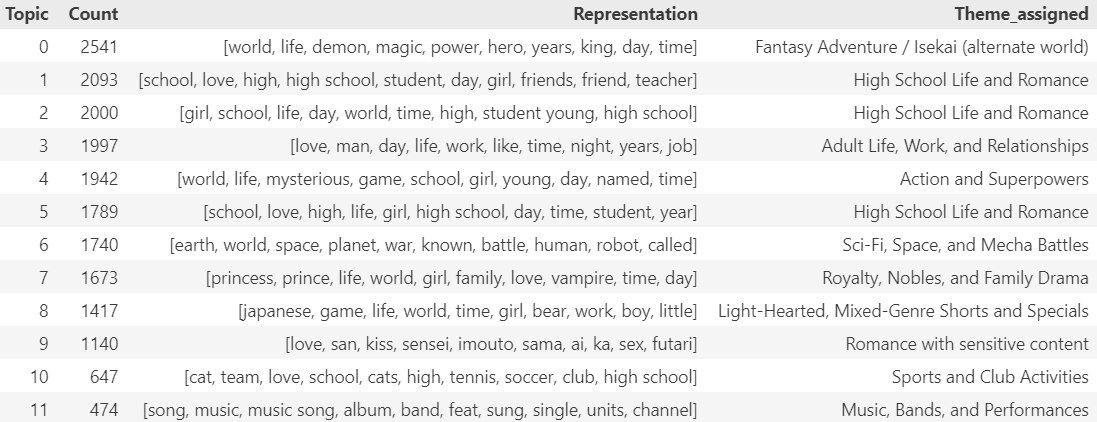 Topic Count Representation Theme_assigned
0 2541 [world, life, demon, magic, power, hero, years, king, day, time] Fantasy Adventure / Isekai (alternate world)
1 2093 [school, love, high, high school, student, day, girl, friends, friend, teacher] High School Life and Romance
2 2000 [girl, school, life, day, world, time, high, student young, high school] High School Life and Romance
3 1997 [love, man, day, life, work, like, time, night, years, job] Adult Life, Work, and Relationships
4 1942 [world, life, mysterious, game, school, girl, young, day, named, time] Action and Superpowers
5 1789 [school, love, high, life, girl, high school, day, time, student, year] High School Life and Romance
6 1740 [earth, world, space, planet, war, known, battle, human, robot, called] Sci-Fi, Space, and Mecha Battles
7 1673 [princess, prince, life, world, girl, family, love, vampire, time, day] Royalty, Nobles, and Family Drama
8 1417 [japanese, game, life, world, time, girl, bear, work, boy, little] Light-Hearted, Mixed-Genre Shorts and Specials
9 1140 [love, san, kiss, sensei, imouto, sama, ai, ka, sex, futari] Romance with sensitive content
10 647 [cat, team, love, school, cats, high, tennis, soccer, club, high school] Sports and Club Activities
11 474 [song, music, music song, album, band, feat, sung, single, units, channel] Music, Bands, and Performances